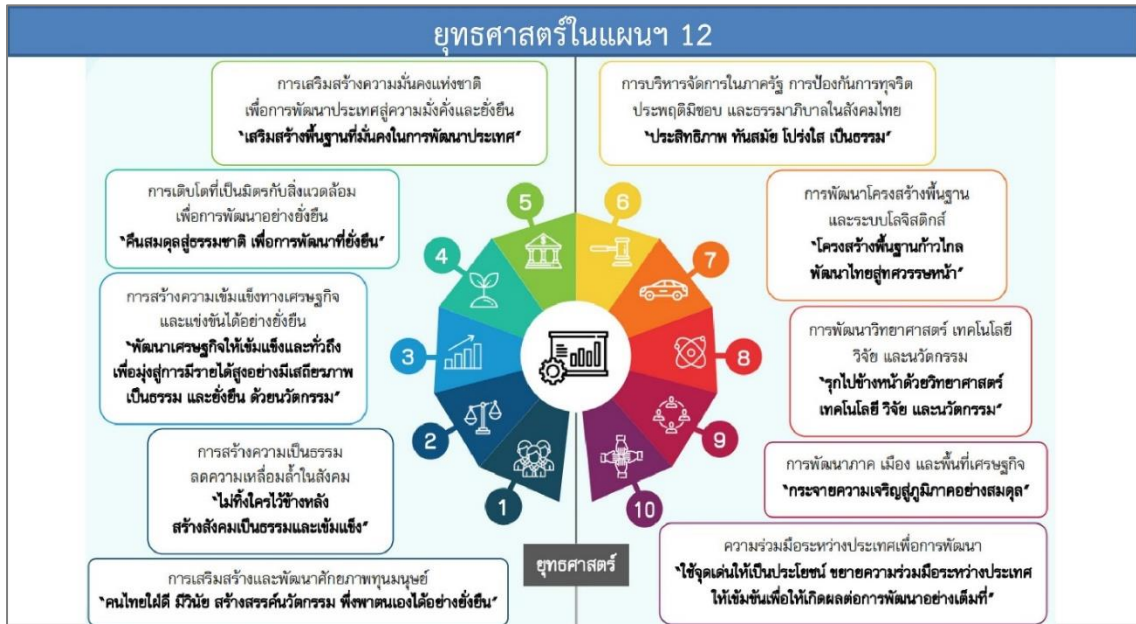 ยุทธศาสตร์ในแผนฯ 12
การเสริมสร้างความมั่นคงแห่งชาติ
เพื่อการพัฒนาประเทศสู่ความมั่งคั่งและยั่งยืน
“เสริมสร้างพื้นฐานที่มั่นคงในการพัฒนาประเทศ”
การบริหารจัดการในภาครัฐ การป้องกันการทุจริต
ประพฤติมิชอบ และธรรมาภิบาลในสังคมไทย
“ประสิทธิภาพ ทันสมัย โปร่งใส เป็นธรรม”
การเติบโตที่เป็นมิตรกับสิ่งแวดล้อม
เพื่อการพัฒนาอย่างยั่งยืน
“คืนสมดุลสู่ธรรมชาติ เพื่อการพัฒนาที่ยั่งยืน”
การพัฒนาโครงสร้างพื้นฐาน
และระบบโลจิสติกส์
“โครงสร้างพื้นฐานก้าวไกล
พัฒนาไทยสู่ทศวรรษหน้า”
การสร้างความเข้มแข็งทางเศรษฐกิจ
และแข่งขันได้อย่างยั่งยืน
“พัฒนาเศรษฐกิจให้เข้มแข็งและทั่วถึง
เพื่อมุ่งสู่การมีรายได้สูงอย่างมีเสถียรภาพ
เป็นธรรม และยั่งยืน ด้วยนวัตกรรม”
การพัฒนาวิทยาศาสตร์ เทคโนโลยี
วิจัย และนวัตกรรม
“รุกไปข้างหน้าด้วยวิทยาศาสตร์
เทคโนโลยี วิจัย และนวัตกรรม”
การสร้างความเป็นธรรม
ลดความเหลื่อมล้ำในสังคม
“ไม่ทิ้งใครไว้ข้างหลัง
สร้างสังคมเป็นธรรมและเข้มแข็ง”
การพัฒนาภาค เมือง และพื้นที่เศรษฐกิจ
“กระจายความเจริญสู่ภูมิภาคอย่างสมดุล”
การเสริมสร้างและพัฒนาศักยภาพทุนมนุษย์
“คนไทยใฝ่ดี มีวินัย สร้างสรรค์นวัตกรรม พึ่งพาตนเองได้อย่างยั่งยืน”
ความร่วมมือระหว่างประเทศเพื่อการพัฒนา
“ใช้จุดเด่นให้เป็นประโยชน์ ขยายความร่วมมือระหว่างประเทศ
ให้เข้มข้นเพื่อให้เกิดผลต่อการพัฒนาอย่างเต็มที่”
5
6
4
7
3
8
2
9
1
10
ยุทธศาสตร์